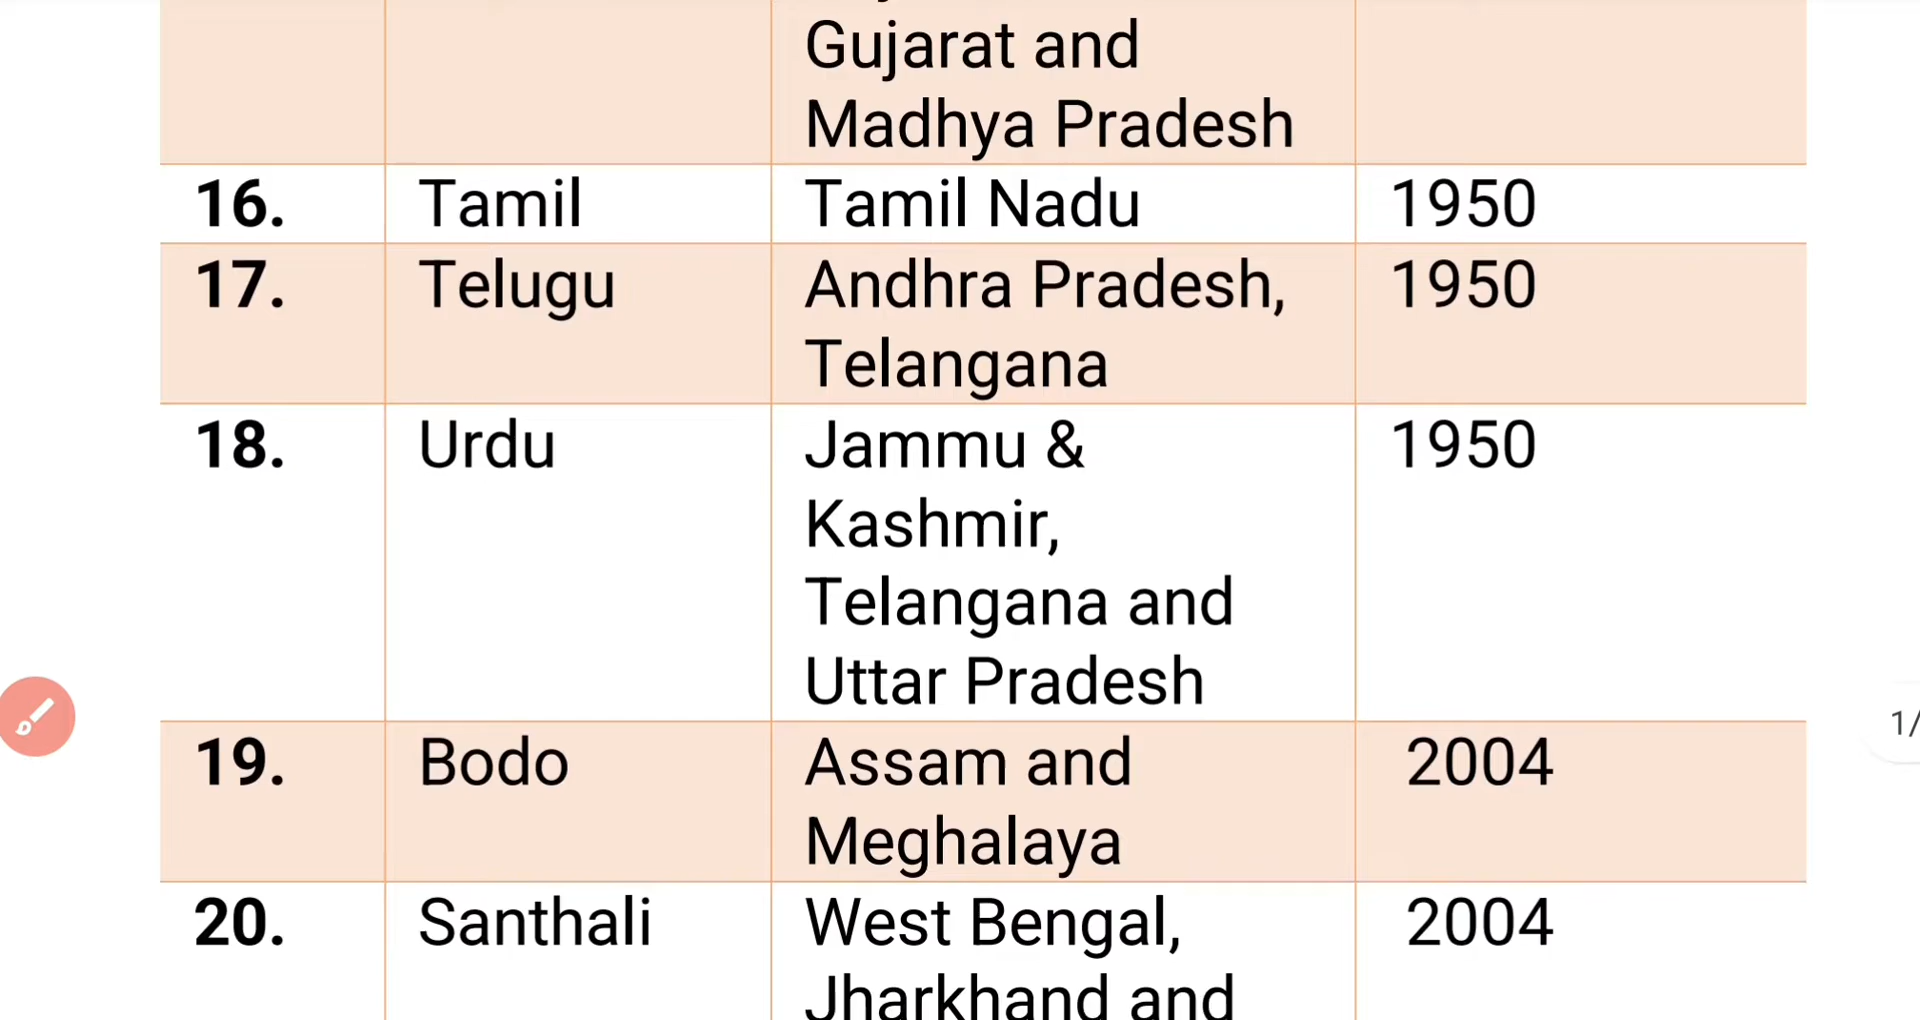 Gujarat and
Madhya Pradesh
16. Tamil Tamil Nadu 1950
17. Telugu Andhra Pradesh, 1950
Telangana
18. Urdu Jammu & 1950
Kashmir,
Telangana and
Uttar Pradesh
19. Bodo Assam and 2004
Meghalaya
20. Santhali West Bengal, 2004
Jharkhand and
1/